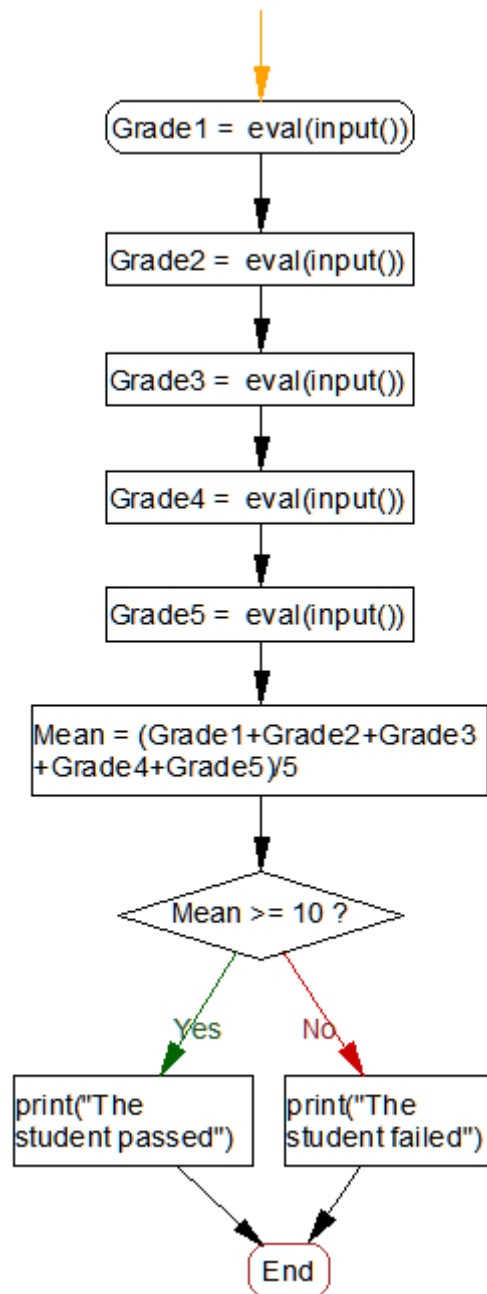 Grade1 =  eval(input())
Grade2 =  eval(input())
Grade3 =  eval(input())
Grade4 =  eval(input())
Grade5 =  eval(input())
Mean = (Grade1+Grade2+Grade3
+Grade4+Grade5)/5
Mean >= 10 ?
Yes
No
print("The
student passed")
print("The
student failed")
End